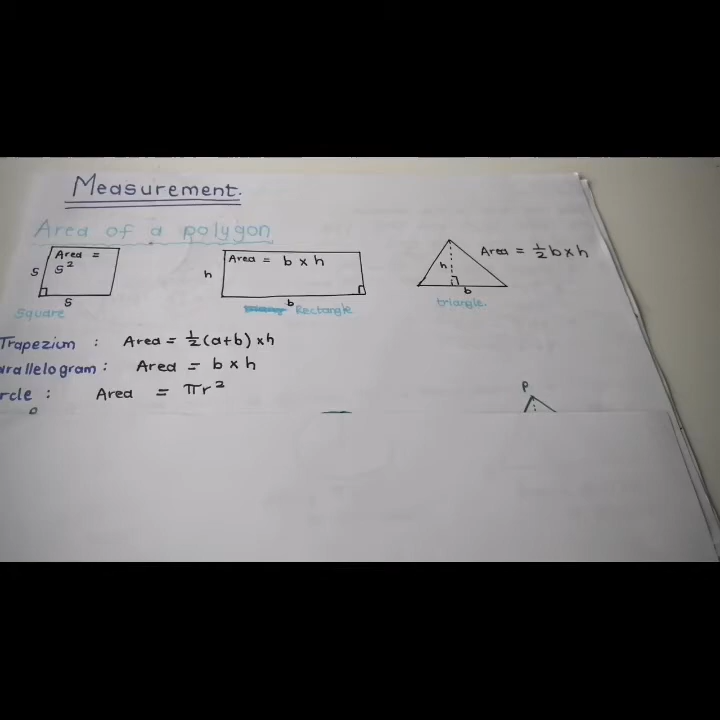 Measurement.
Area of a polygon
Area =
s²
s
s
Square
Area = b x h
h
b
Rectangle
Area = ½ b x h
h
b
triangle.
Trapezium : Area = ½ (a+b) x h
arallelogram : Area = b x h
rcle : Area = πr²
P